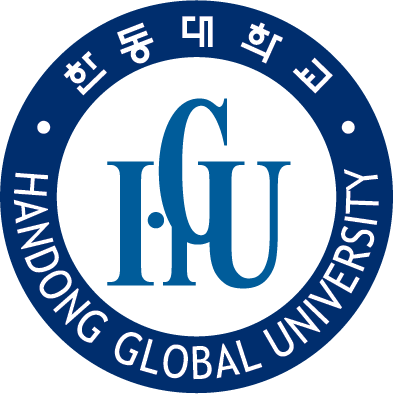 한동대학교
HGU
HANDONG GLOBAL UNIVERSITY